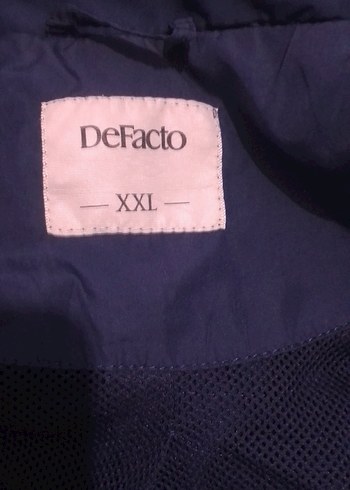 DeFacto
— XXL —